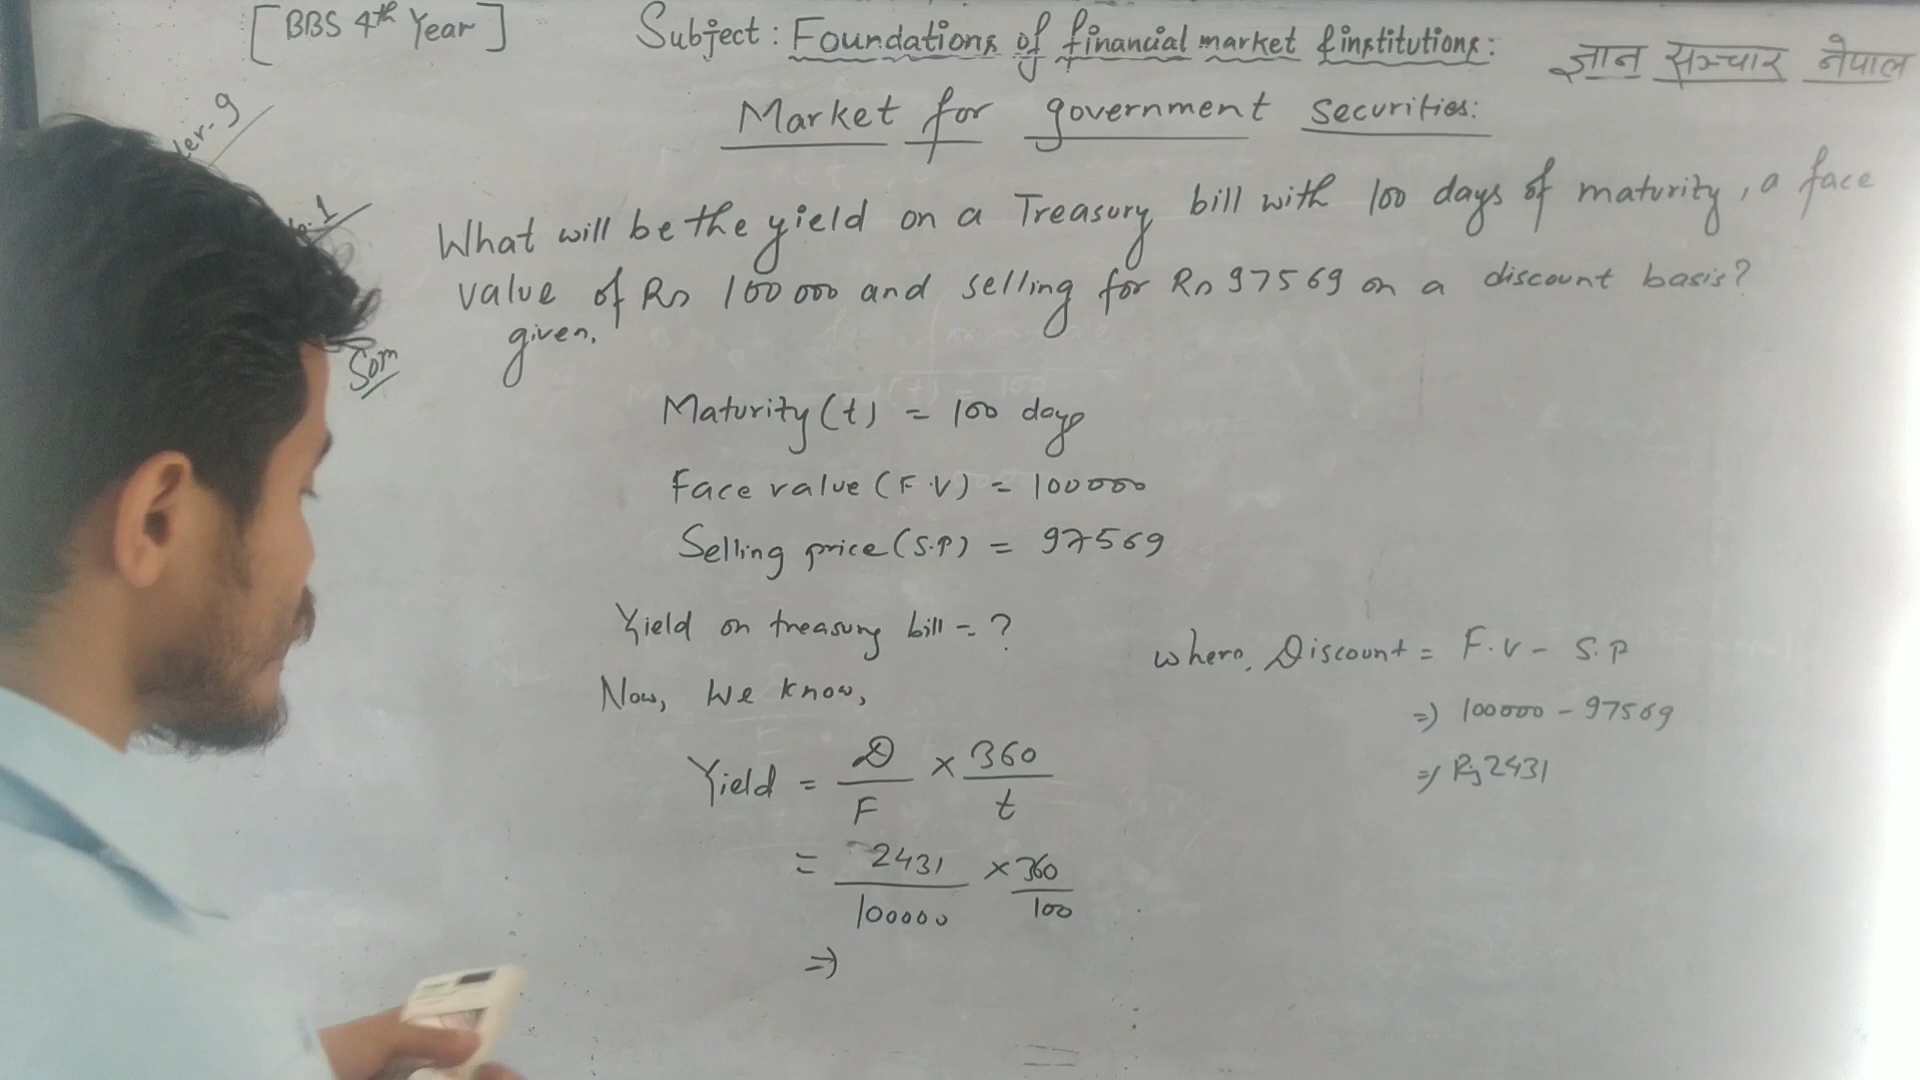 [BBS 4th Year]
Subject: Foundations of financial market & institutions:
ज्ञान सञ्चार नेपाल
Market for government securities:
What will be the yield on a Treasury bill with 100 days of maturity, a face
value of Rs 100000 and selling for Rs 97569 on a discount basis?
Soln
given,
Maturity (t) = 100 days
Face value (F.V) = 100000
Selling price (S.P) = 97569
Yield on treasury bill = ?
Now, We know,
Yield = D/F × 360/t
= 2431/100000 × 360/100
⇒
where, Discount = F.V - S.P
⇒ 100000 - 97569
⇒ Rs 2431